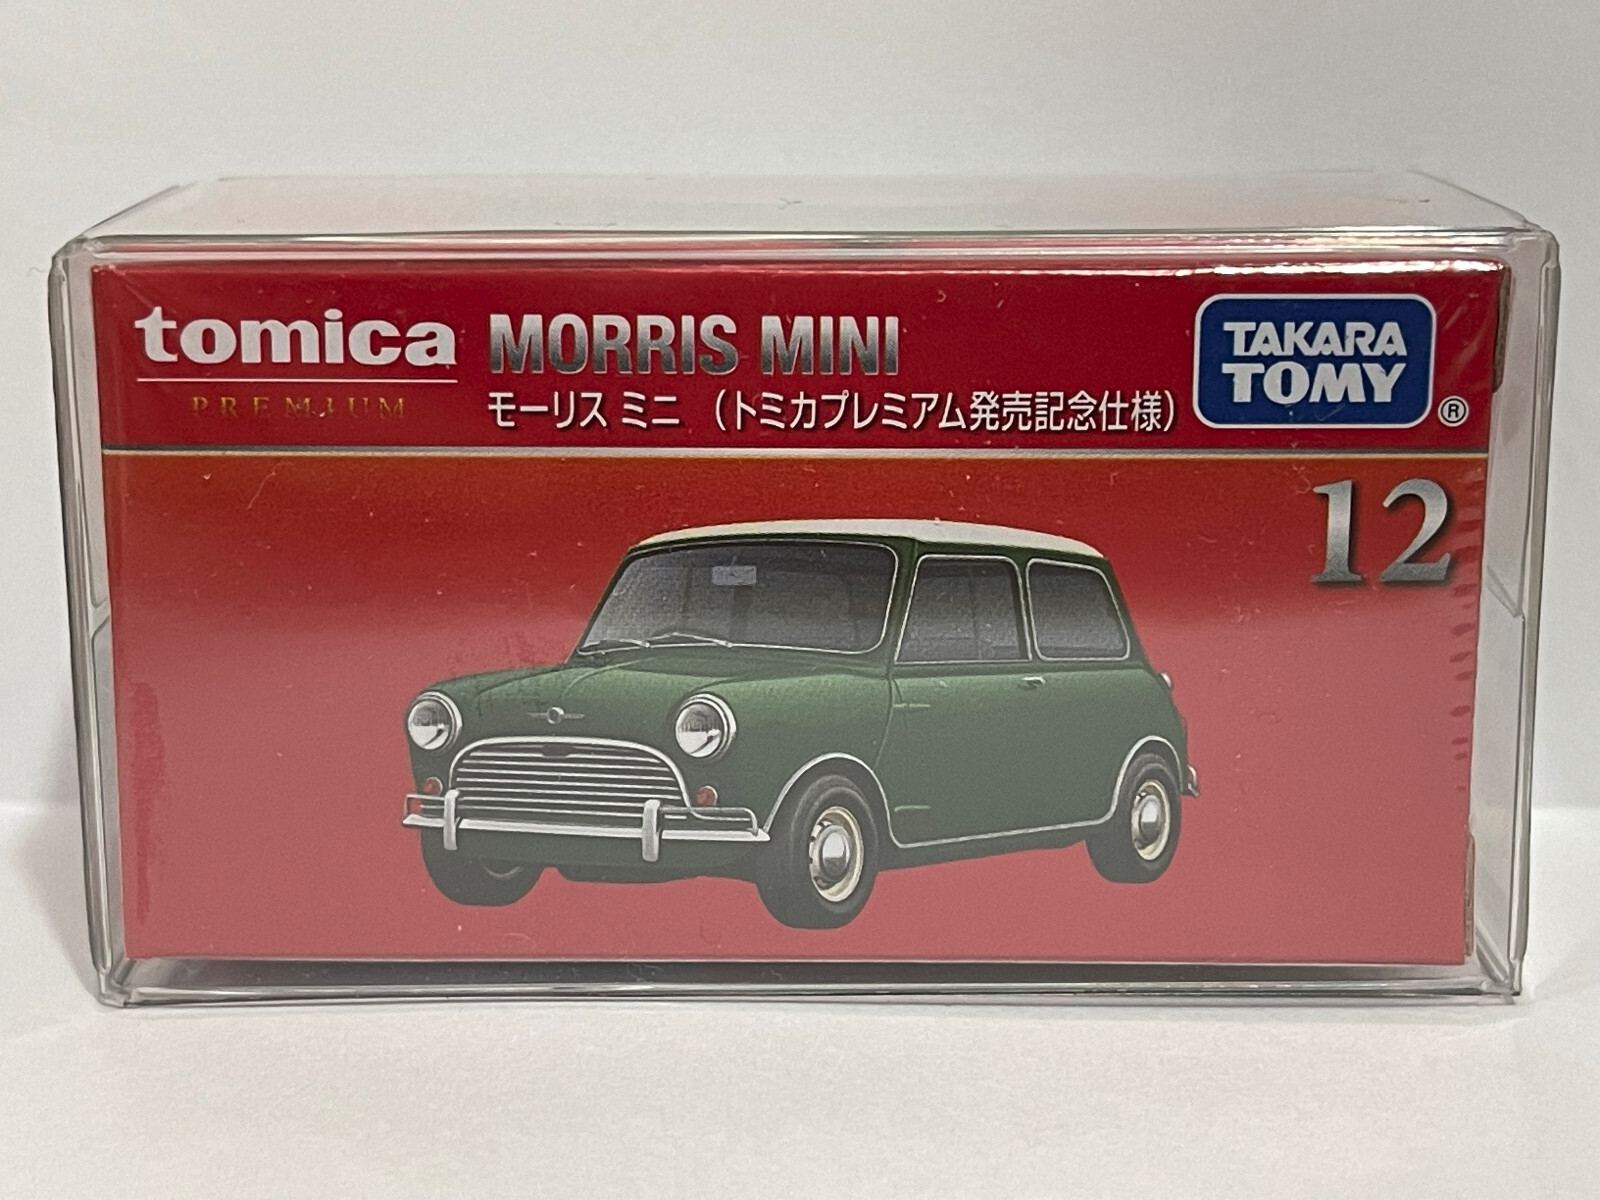 tomica
PREMIUM
MORRIS MINI
モーリス ミニ （トミカプレミアム発売記念仕様）
TAKARA
TOMY
®
12